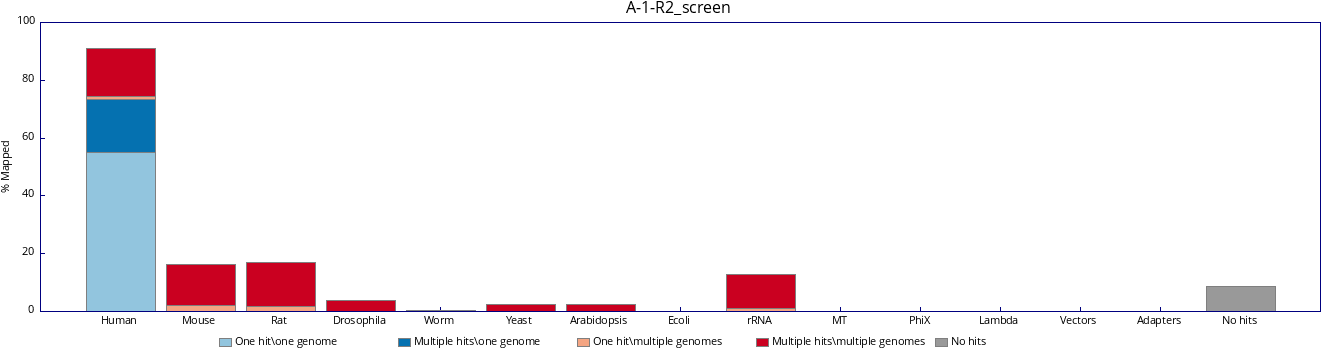 A-1-R2_screen
% Mapped
100
80
60
40
20
0
Human Mouse Rat Drosophila Worm Yeast Arabidopsis Ecoli rRNA MT PhiX Lambda Vectors Adapters No hits
One hit\one genome Multiple hits\one genome One hit\multiple genomes Multiple hits\multiple genomes No hits